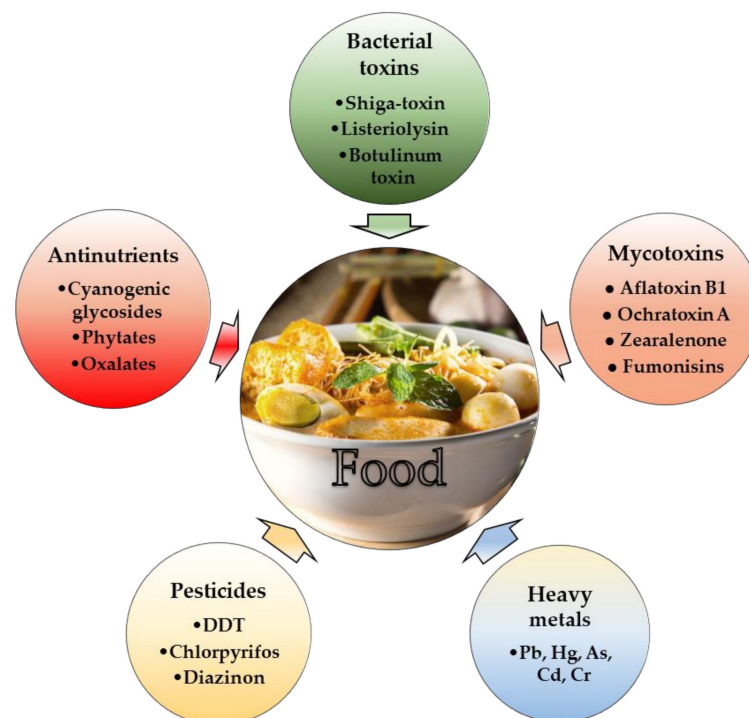 Bacterial
toxins
•Shiga-toxin
•Listeriolysin
•Botulinum
toxin
Antinutrients
•Cyanogenic
glycosides
•Phytates
•Oxalates
Mycotoxins
● Aflatoxin B1
● Ochratoxin A
● Zearalenone
● Fumonisins
Food
Pesticides
•DDT
•Chlorpyrifos
•Diazinon
Heavy
metals
•Pb, Hg, As,
Cd, Cr